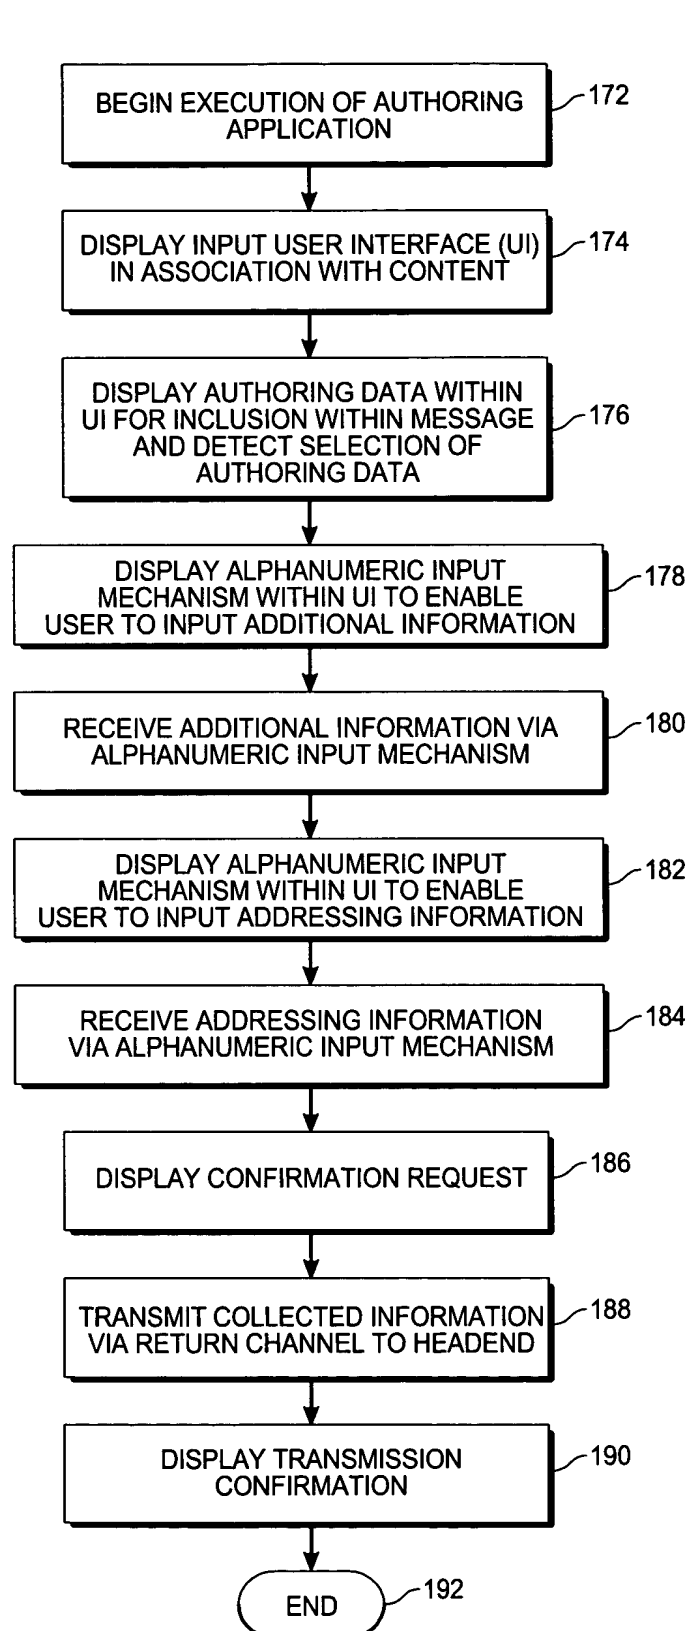 BEGIN EXECUTION OF AUTHORING
APPLICATION
172
DISPLAY INPUT USER INTERFACE (UI)
IN ASSOCIATION WITH CONTENT
174
DISPLAY AUTHORING DATA WITHIN
UI FOR INCLUSION WITHIN MESSAGE
AND DETECT SELECTION OF
AUTHORING DATA
176
DISPLAY ALPHANUMERIC INPUT
MECHANISM WITHIN UI TO ENABLE
USER TO INPUT ADDITIONAL INFORMATION
178
RECEIVE ADDITIONAL INFORMATION VIA
ALPHANUMERIC INPUT MECHANISM
180
DISPLAY ALPHANUMERIC INPUT
MECHANISM WITHIN UI TO ENABLE
USER TO INPUT ADDRESSING INFORMATION
182
RECEIVE ADDRESSING INFORMATION
VIA ALPHANUMERIC INPUT MECHANISM
184
DISPLAY CONFIRMATION REQUEST
186
TRANSMIT COLLECTED INFORMATION
VIA RETURN CHANNEL TO HEADEND
188
DISPLAY TRANSMISSION
CONFIRMATION
190
END
192